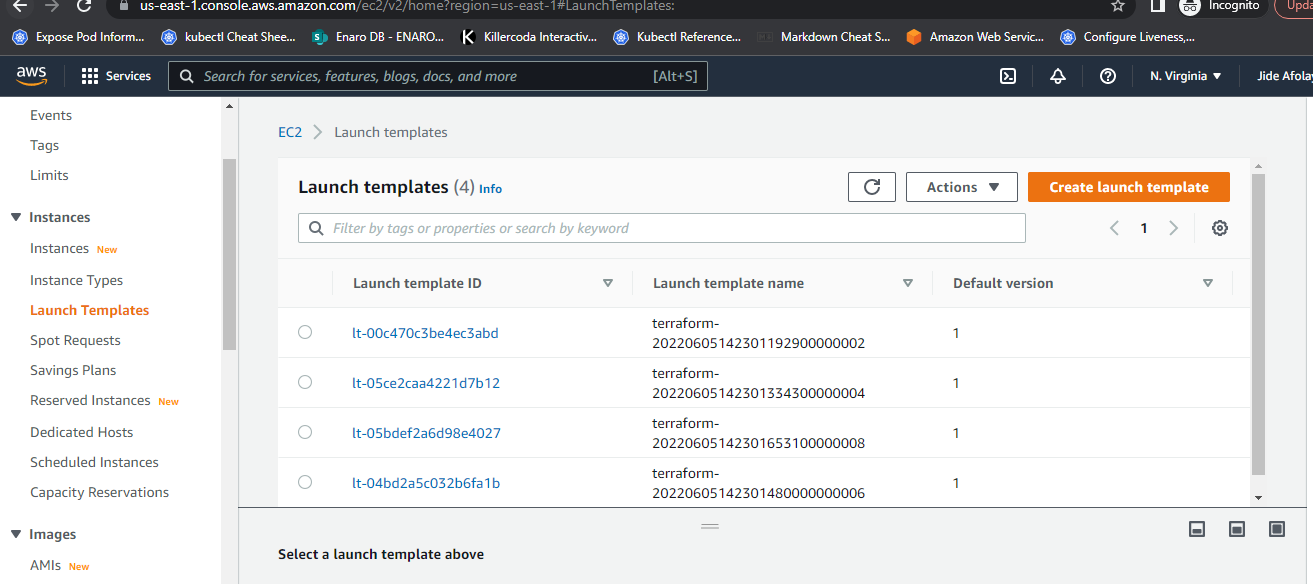 us-east-1.console.aws.amazon.com/ec2/v2/home?region=us-east-1#LaunchTemplates:
Incognito
Upda
Expose Pod Inform...
kubectl Cheat Shee...
Enaro DB - ENARO...
Killercoda Interactiv...
Kubectl Reference...
Markdown Cheat S...
Amazon Web Servic...
Configure Liveness,...
aws
Services
Search for services, features, blogs, docs, and more
[Alt+S]
N. Virginia
Jide Afola
Events
Tags
Limits
Instances
Instances New
Instance Types
Launch Templates
Spot Requests
Savings Plans
Reserved Instances New
Dedicated Hosts
Scheduled Instances
Capacity Reservations
Images
AMIs New
EC2 > Launch templates
Launch templates (4) Info
Actions
Create launch template
Filter by tags or properties or search by keyword
1
Launch template ID
Launch template name
Default version
lt-00c470c3be4ec3abd
terraform-
20220605142301192900000002
1
lt-05ce2caa4221d7b12
terraform-
20220605142301334300000004
1
lt-05bdef2a6d98e4027
terraform-
20220605142301653100000008
1
lt-04bd2a5c032b6fa1b
terraform-
20220605142301480000000006
1
Select a launch template above